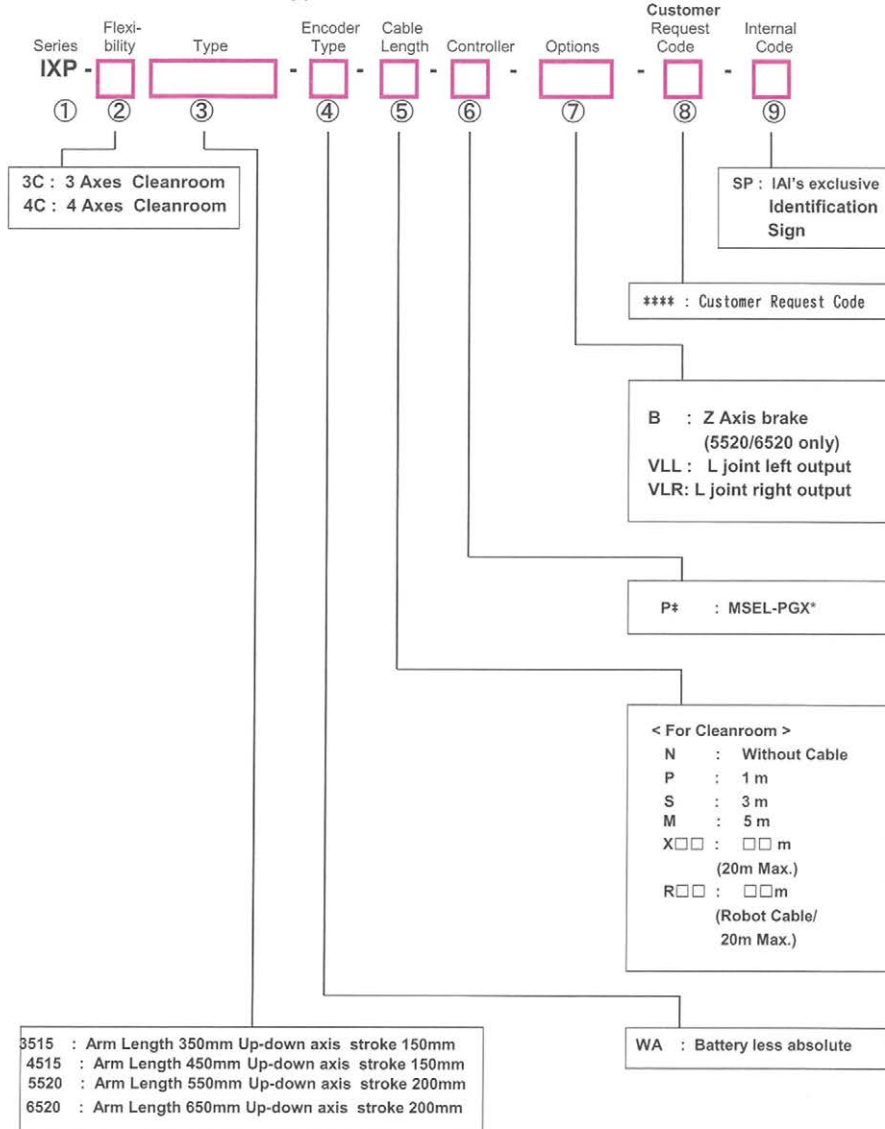 Series
Flexi-
bility
Type
Encoder
Type
Cable
Length
Controller
Options
Customer
Request
Code
Internal
Code
IXP - - - - - - -
① ② ③ ④ ⑤ ⑥ ⑦ ⑧ ⑨
3C : 3 Axes Cleanroom
4C : 4 Axes Cleanroom
SP : IAI's exclusive
Identification
Sign
**** : Customer Request Code
B : Z Axis brake
(5520/6520 only)
VLL : L joint left output
VLR: L joint right output
P* : MSEL-PGX*
< For Cleanroom >
N : Without Cable
P : 1 m
S : 3 m
M : 5 m
X□□ : □□ m
(20m Max.)
R□□ : □□m
(Robot Cable/
20m Max.)
WA : Battery less absolute
3515 : Arm Length 350mm Up-down axis stroke 150mm
4515 : Arm Length 450mm Up-down axis stroke 150mm
5520 : Arm Length 550mm Up-down axis stroke 200mm
6520 : Arm Length 650mm Up-down axis stroke 200mm